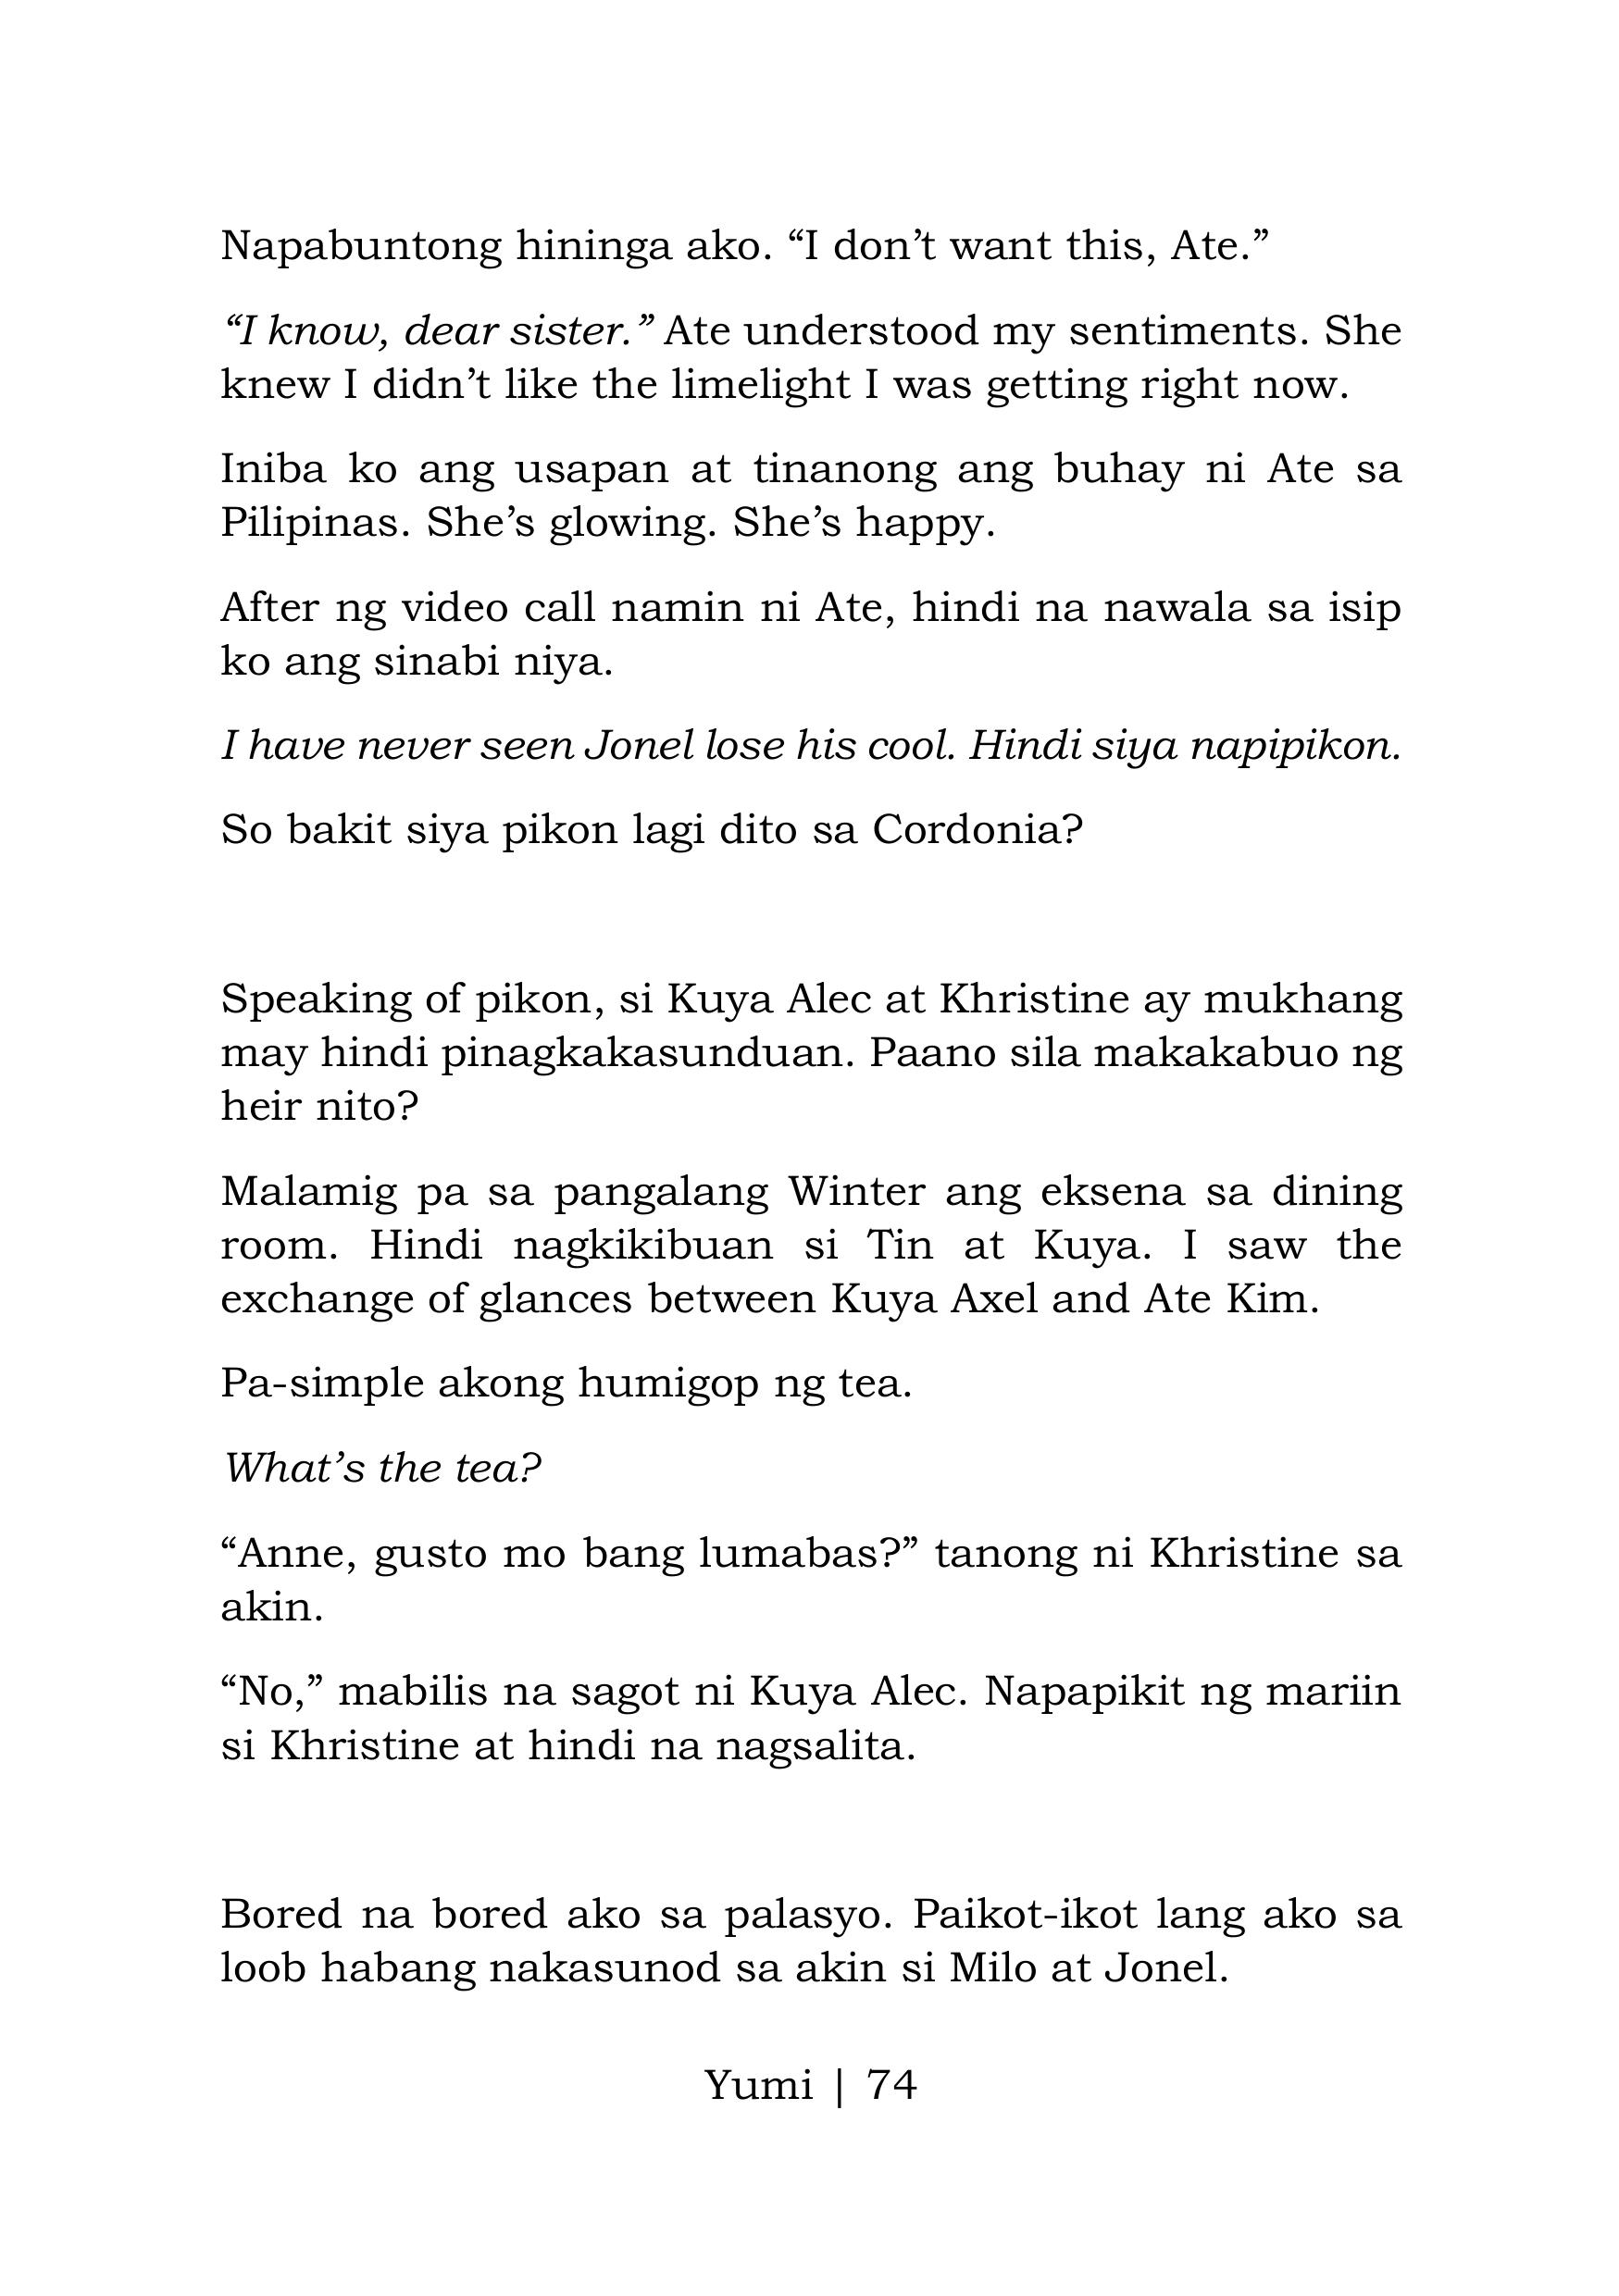 Napabuntong hininga ako. “I don’t want this, Ate.”
“I know, dear sister.” Ate understood my sentiments. She
knew I didn’t like the limelight I was getting right now.
Iniba ko ang usapan at tinanong ang buhay ni Ate sa
Pilipinas. She’s glowing. She’s happy.
After ng video call namin ni Ate, hindi na nawala sa isip
ko ang sinabi niya.
I have never seen Jonel lose his cool. Hindi siya napipikon.
So bakit siya pikon lagi dito sa Cordonia?
Speaking of pikon, si Kuya Alec at Khristine ay mukhang
may hindi pinagkakasunduan. Paano sila makakabuo ng
heir nito?
Malamig pa sa pangalang Winter ang eksena sa dining
room. Hindi nagkikibuan si Tin at Kuya. I saw the
exchange of glances between Kuya Axel and Ate Kim.
Pa-simple akong humigop ng tea.
What’s the tea?
“Anne, gusto mo bang lumabas?” tanong ni Khristine sa
akin.
“No,” mabilis na sagot ni Kuya Alec. Napapikit ng mariin
si Khristine at hindi na nagsalita.
Bored na bored ako sa palasyo. Paikot-ikot lang ako sa
loob habang nakasunod sa akin si Milo at Jonel.
Yumi | 74